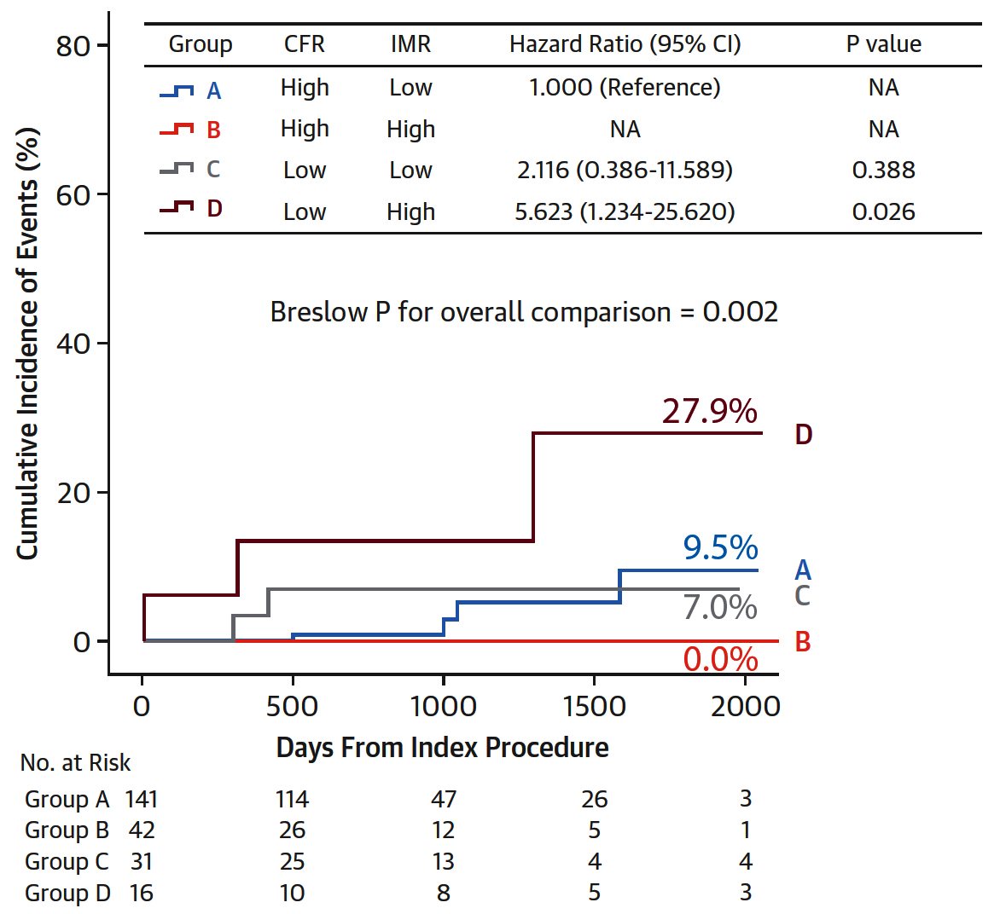 Group CFR IMR Hazard Ratio (95% CI) P value
A High Low 1.000 (Reference) NA
B High High NA NA
C Low Low 2.116 (0.386-11.589) 0.388
D Low High 5.623 (1.234-25.620) 0.026
Breslow P for overall comparison = 0.002
Cumulative Incidence of Events (%)
80
60
40
20
0
27.9%
D
9.5%
A
C
7.0%
B
0.0%
0 500 1000 1500 2000
Days From Index Procedure
No. at Risk
Group A 141 114 47 26 3
Group B 42 26 12 5 1
Group C 31 25 13 4 4
Group D 16 10 8 5 3